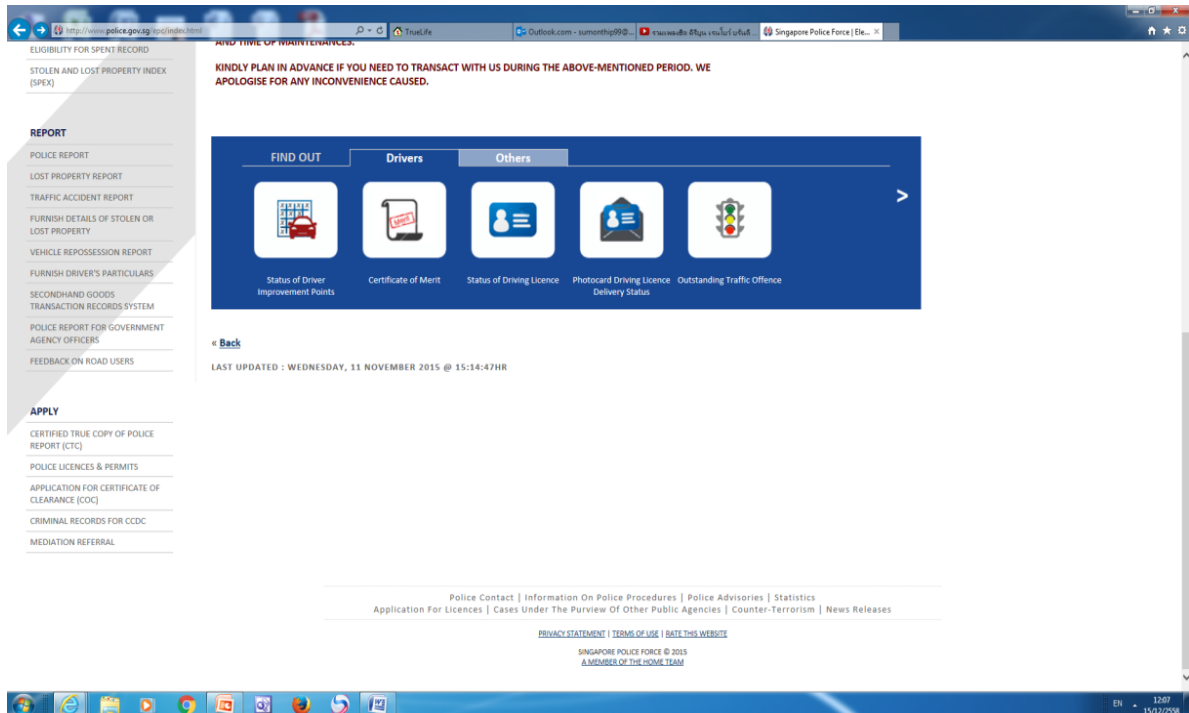 http://www.police.gov.sg/epc/index.html
TrueLife
Outlook.com - sumonthip99@...
Singapore Police Force | Ele...
ELIGIBILITY FOR SPENT RECORD
STOLEN AND LOST PROPERTY INDEX
(SPEX)
REPORT
POLICE REPORT
LOST PROPERTY REPORT
TRAFFIC ACCIDENT REPORT
FURNISH DETAILS OF STOLEN OR
LOST PROPERTY
VEHICLE REPOSSESSION REPORT
FURNISH DRIVER'S PARTICULARS
SECONDHAND GOODS
TRANSACTION RECORDS SYSTEM
POLICE REPORT FOR GOVERNMENT
AGENCY OFFICERS
FEEDBACK ON ROAD USERS
APPLY
CERTIFIED TRUE COPY OF POLICE
REPORT (CTC)
POLICE LICENCES & PERMITS
APPLICATION FOR CERTIFICATE OF
CLEARANCE (COC)
CRIMINAL RECORDS FOR CCDC
MEDIATION REFERRAL
AND TIME OF MAINTENANCES.
KINDLY PLAN IN ADVANCE IF YOU NEED TO TRANSACT WITH US DURING THE ABOVE-MENTIONED PERIOD. WE
APOLOGISE FOR ANY INCONVENIENCE CAUSED.
FIND OUT Drivers Others
Merit
>
Status of Driver
Improvement Points
Certificate of Merit
Status of Driving Licence
Photocard Driving Licence
Delivery Status
Outstanding Traffic Offence
« Back
LAST UPDATED : WEDNESDAY, 11 NOVEMBER 2015 @ 15:14:47HR
Police Contact | Information On Police Procedures | Police Advisories | Statistics
Application For Licences | Cases Under The Purview Of Other Public Agencies | Counter-Terrorism | News Releases
PRIVACY STATEMENT | TERMS OF USE | RATE THIS WEBSITE
SINGAPORE POLICE FORCE © 2015
A MEMBER OF THE HOME TEAM
EN
12:07
15/12/2558